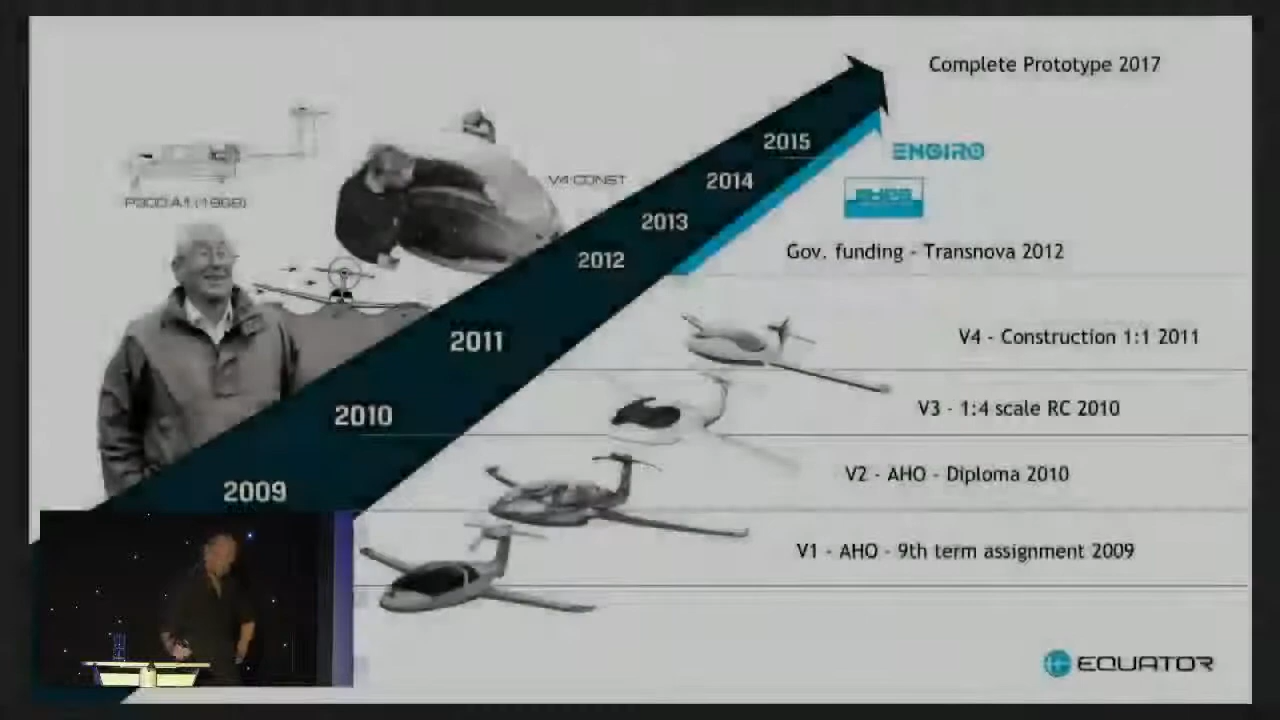 Complete Prototype 2017
2015
ENGIRO
2014
V4 CONST
P300 A1 (1968)
2013
Gov. funding - Transnova 2012
2012
V4 - Construction 1:1 2011
2011
V3 - 1:4 scale RC 2010
2010
V2 - AHO - Diploma 2010
2009
V1 - AHO - 9th term assignment 2009
EQUATOR